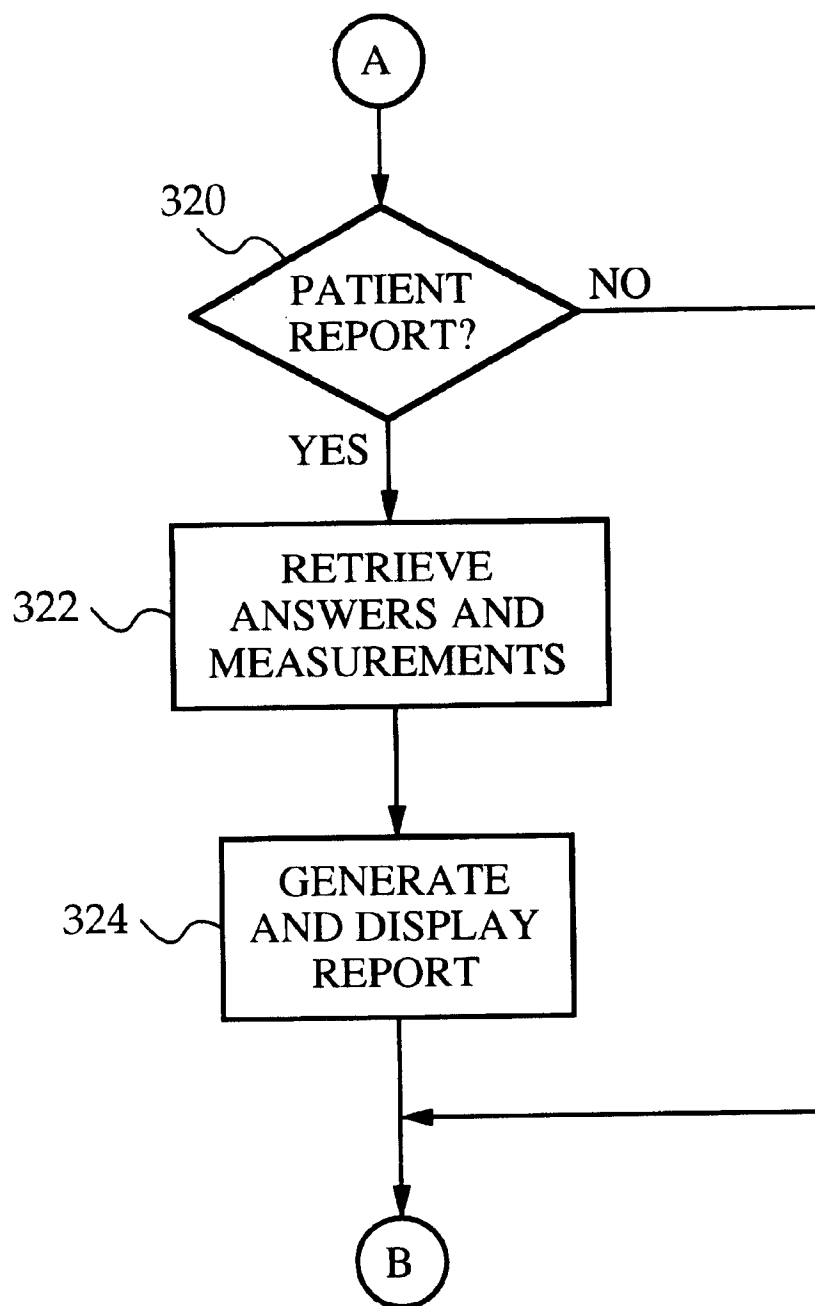 A
320
PATIENT
REPORT?
NO
YES
322
RETRIEVE
ANSWERS AND
MEASUREMENTS
324
GENERATE
AND DISPLAY
REPORT
B